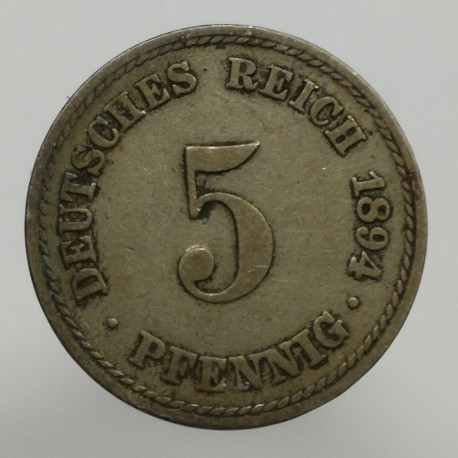 DEUTSCHES REICH 1894
5
· PFENNIG ·